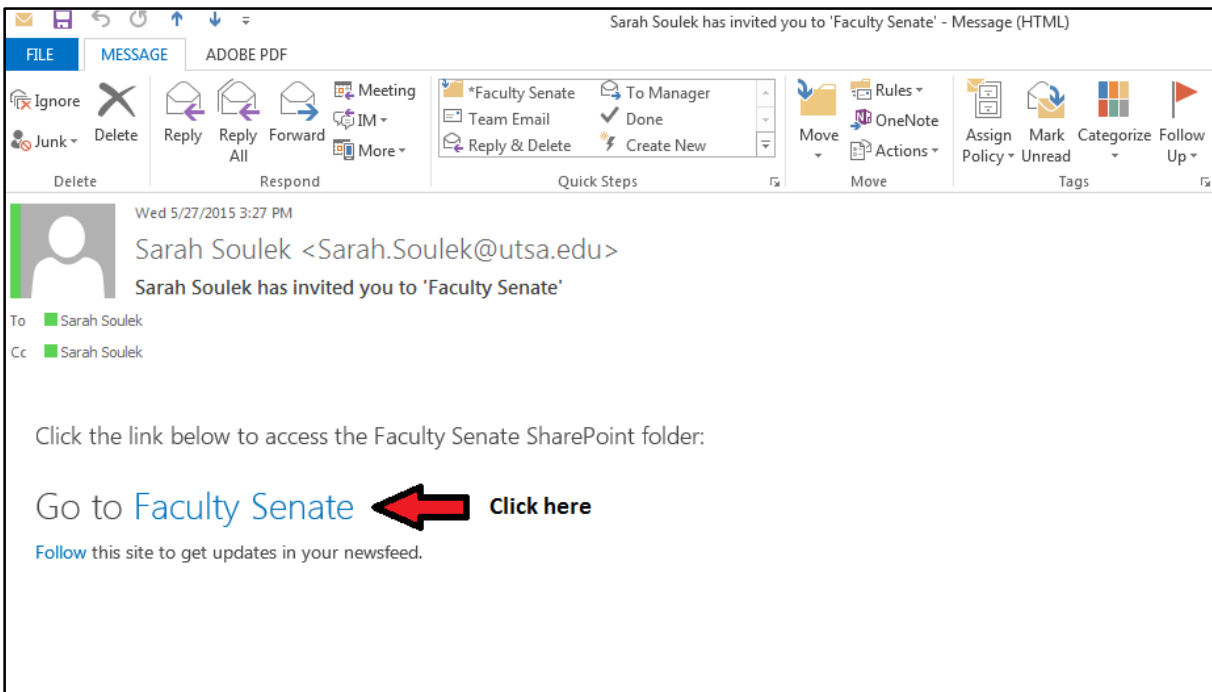 Sarah Soulek has invited you to 'Faculty Senate' - Message (HTML)
FILE MESSAGE ADOBE PDF
Ignore
Junk
Delete
Reply
Reply All
Forward
Meeting
IM
More
*Faculty Senate
Team Email
Reply & Delete
To Manager
Done
Create New
Move
Rules
OneNote
Actions
Assign Policy
Mark Unread
Categorize
Follow Up
Delete Respond Quick Steps Move Tags
Wed 5/27/2015 3:27 PM
Sarah Soulek <Sarah.Soulek@utsa.edu>
Sarah Soulek has invited you to 'Faculty Senate'
To Sarah Soulek
Cc Sarah Soulek
Click the link below to access the Faculty Senate SharePoint folder:
Go to Faculty Senate Click here
Follow this site to get updates in your newsfeed.